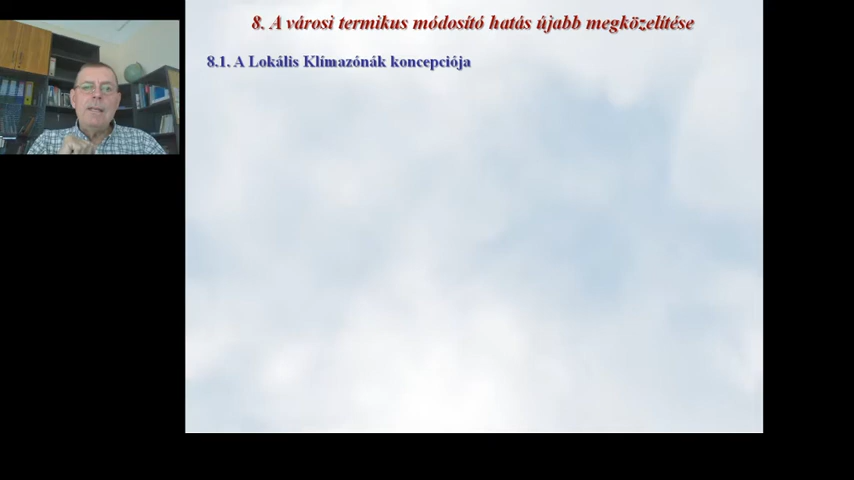 8. A városi termikus módosító hatás újabb megközelítése
8.1. A Lokális Klímazónák koncepciója